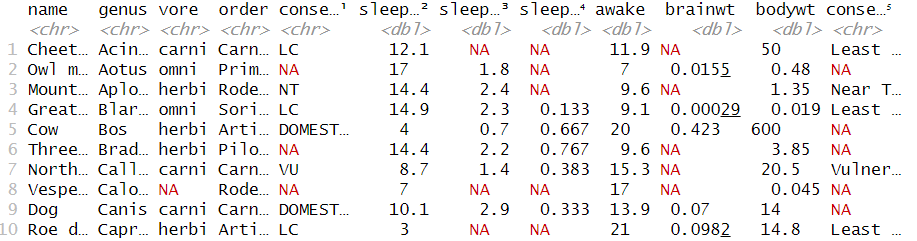 name genus vore order conse…¹ sleep…² sleep…³ sleep…⁴ awake brainwt bodywt conse…⁵
<chr> <chr> <chr> <chr> <chr> <dbl> <dbl> <dbl> <dbl> <dbl> <dbl> <chr>
1 Cheet… Acin… carni Carn… LC 12.1 NA NA 11.9 NA 50 Least …
2 Owl m… Aotus omni Prim… NA 17 1.8 NA 7 0.0155 0.48 NA
3 Mount… Aplo… herbi Rode… NT 14.4 2.4 NA 9.6 NA 1.35 Near T…
4 Great… Blar… omni Sori… LC 14.9 2.3 0.133 9.1 0.00029 0.019 Least …
5 Cow Bos herbi Arti… DOMEST… 4 0.7 0.667 20 0.423 600 NA
6 Three… Brad… herbi Pilo… NA 14.4 2.2 0.767 9.6 NA 3.85 NA
7 North… Call… carni Carn… VU 8.7 1.4 0.383 15.3 NA 20.5 Vulner…
8 Vespe… Calo… NA Rode… NA 7 NA NA 17 NA 0.045 NA
9 Dog Canis carni Carn… DOMEST… 10.1 2.9 0.333 13.9 0.07 14 NA
10 Roe d… Capr… herbi Arti… LC 3 NA NA 21 0.0982 14.8 Least …